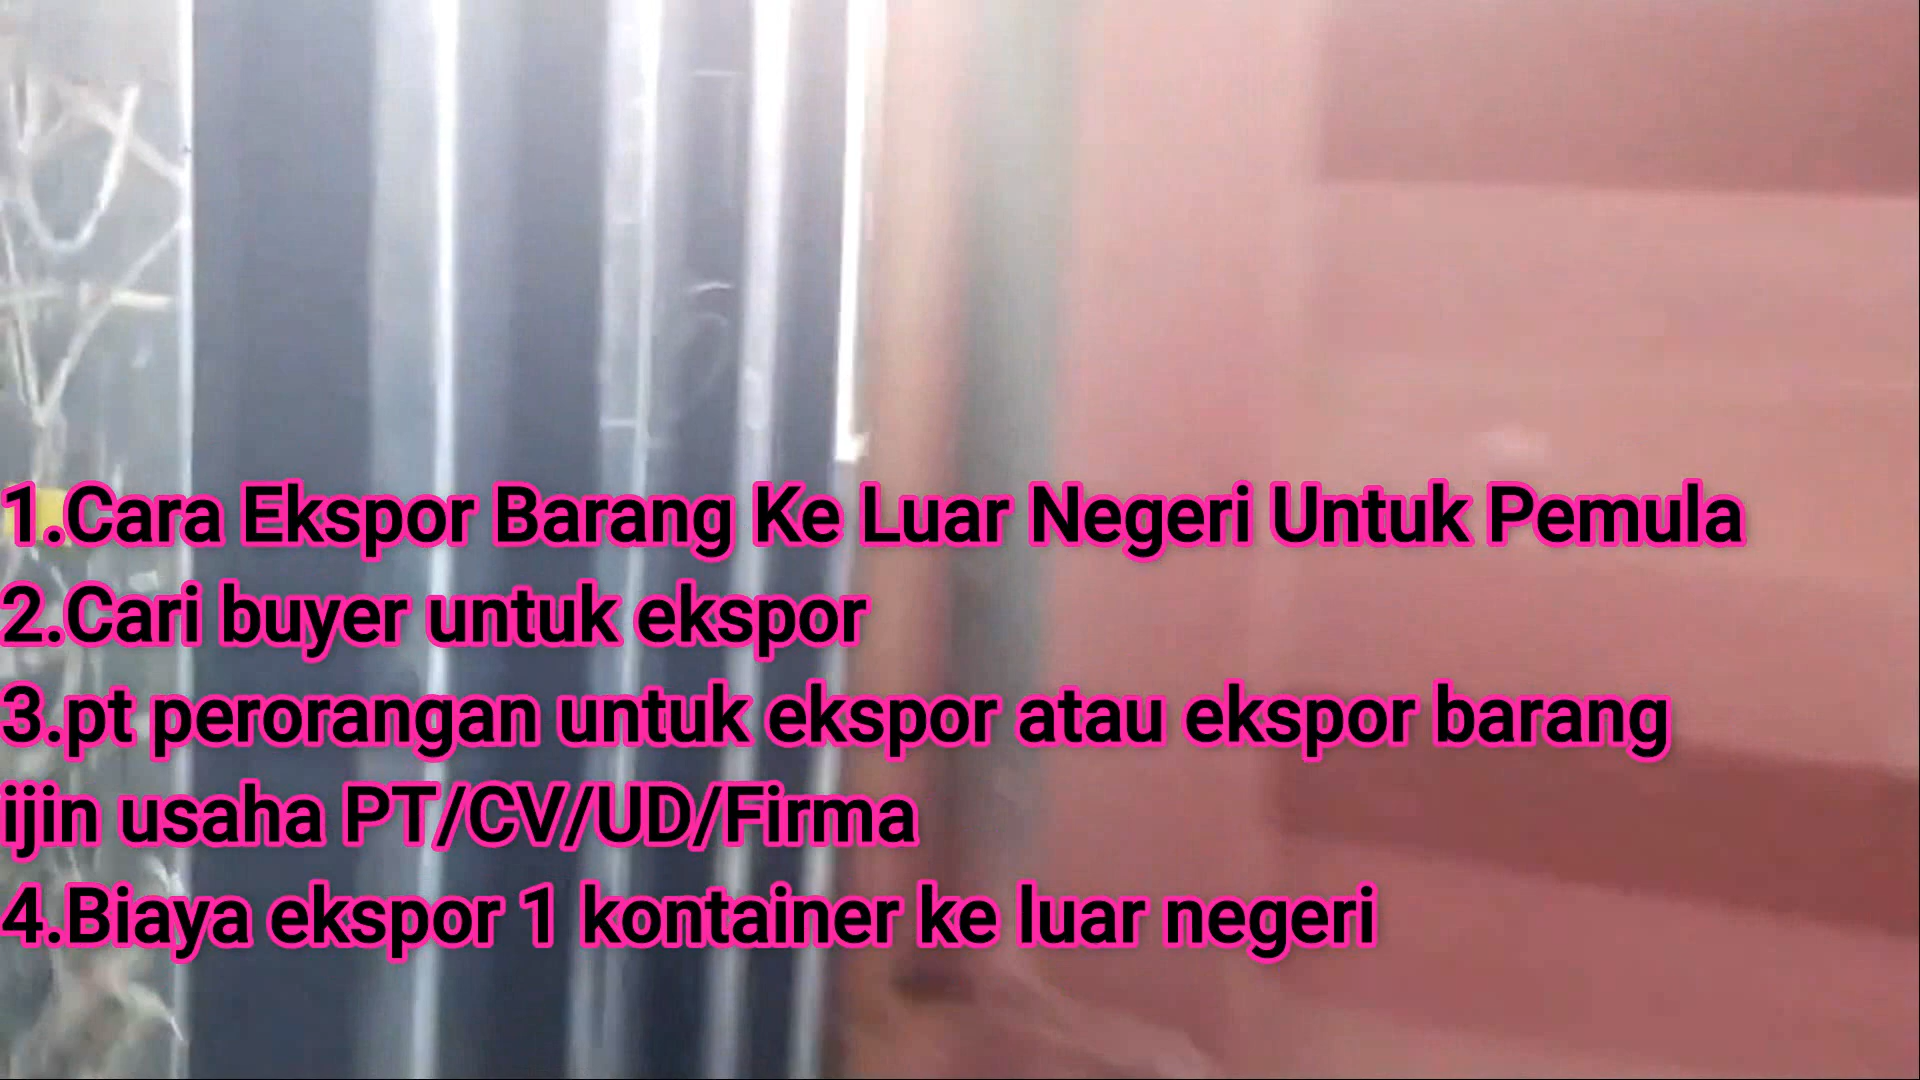 1.Cara Ekspor Barang Ke Luar Negeri Untuk Pemula
2.Cari buyer untuk ekspor
3.pt perorangan untuk ekspor atau ekspor barang
ijin usaha PT/CV/UD/Firma
4.Biaya ekspor 1 kontainer ke luar negeri